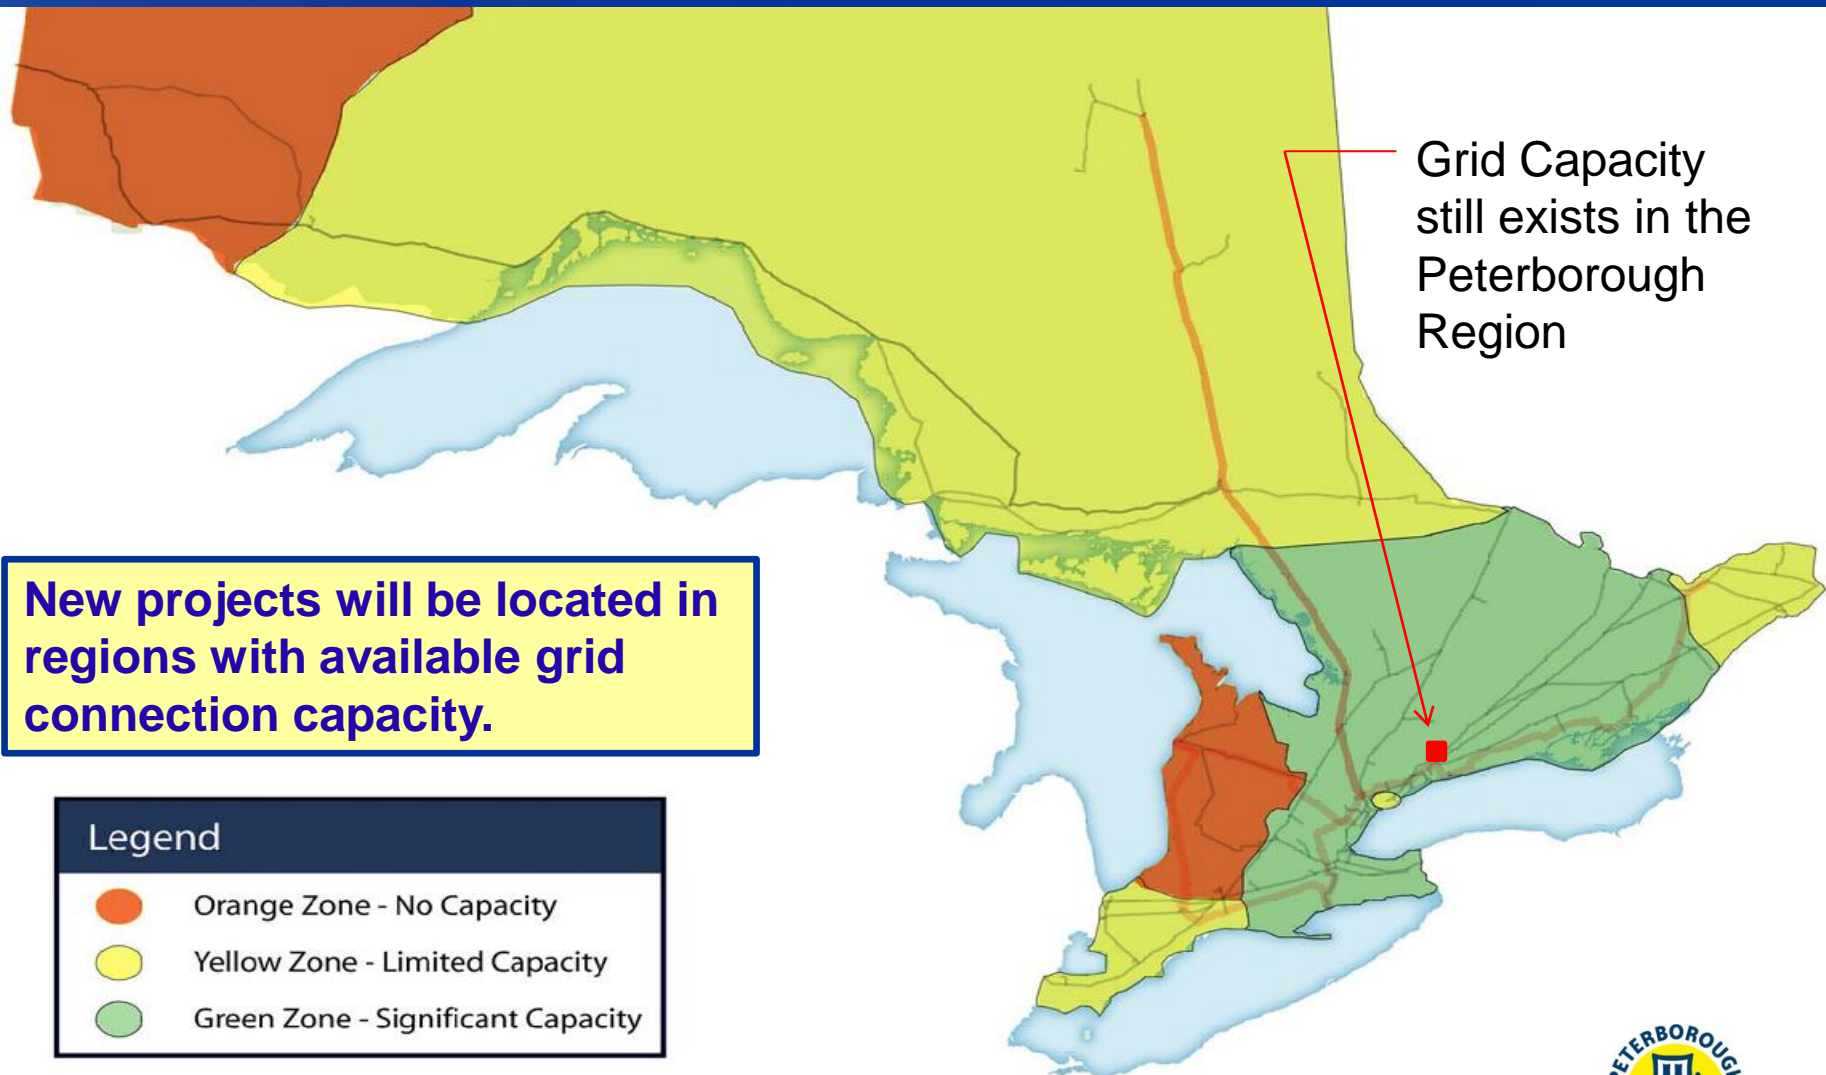 Grid Capacity
still exists in the
Peterborough
Region
New projects will be located in
regions with available grid
connection capacity.
Legend
Orange Zone - No Capacity
Yellow Zone - Limited Capacity
Green Zone - Significant Capacity